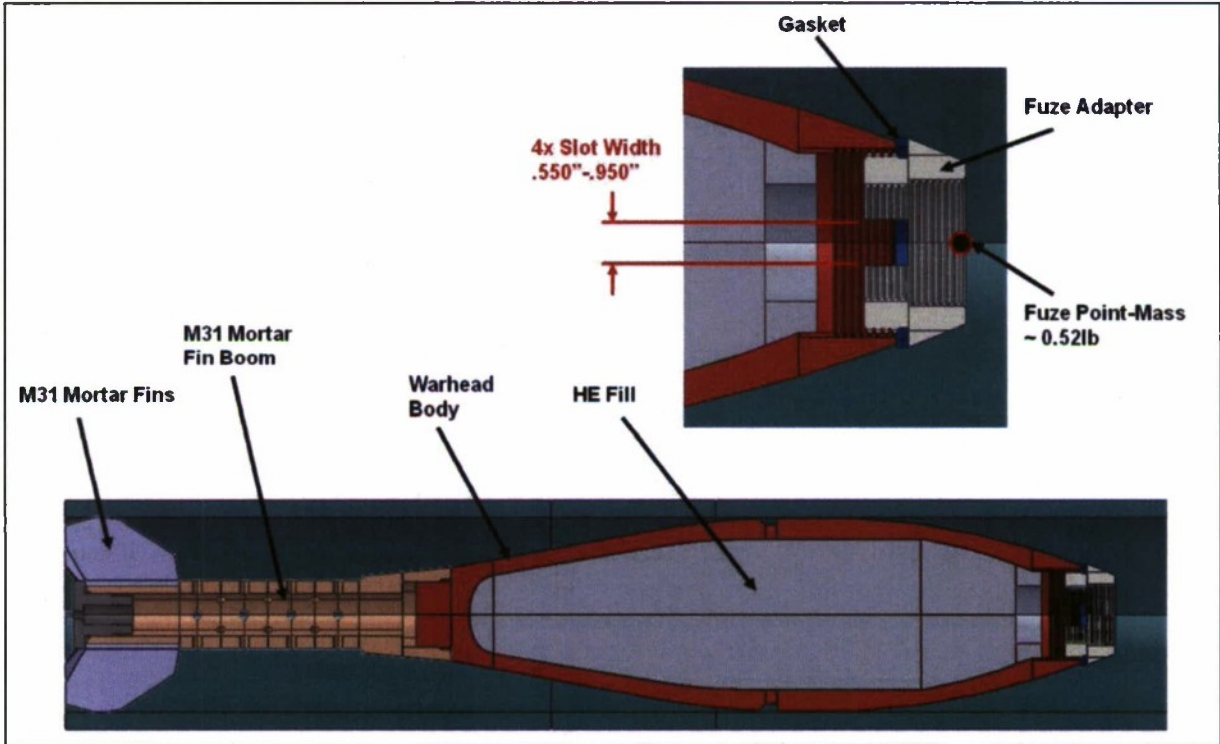 Gasket
Fuze Adapter
4x Slot Width
.550”-.950”
Fuze Point-Mass
~ 0.52lb
M31 Mortar
Fin Boom
M31 Mortar Fins
Warhead
Body
HE Fill